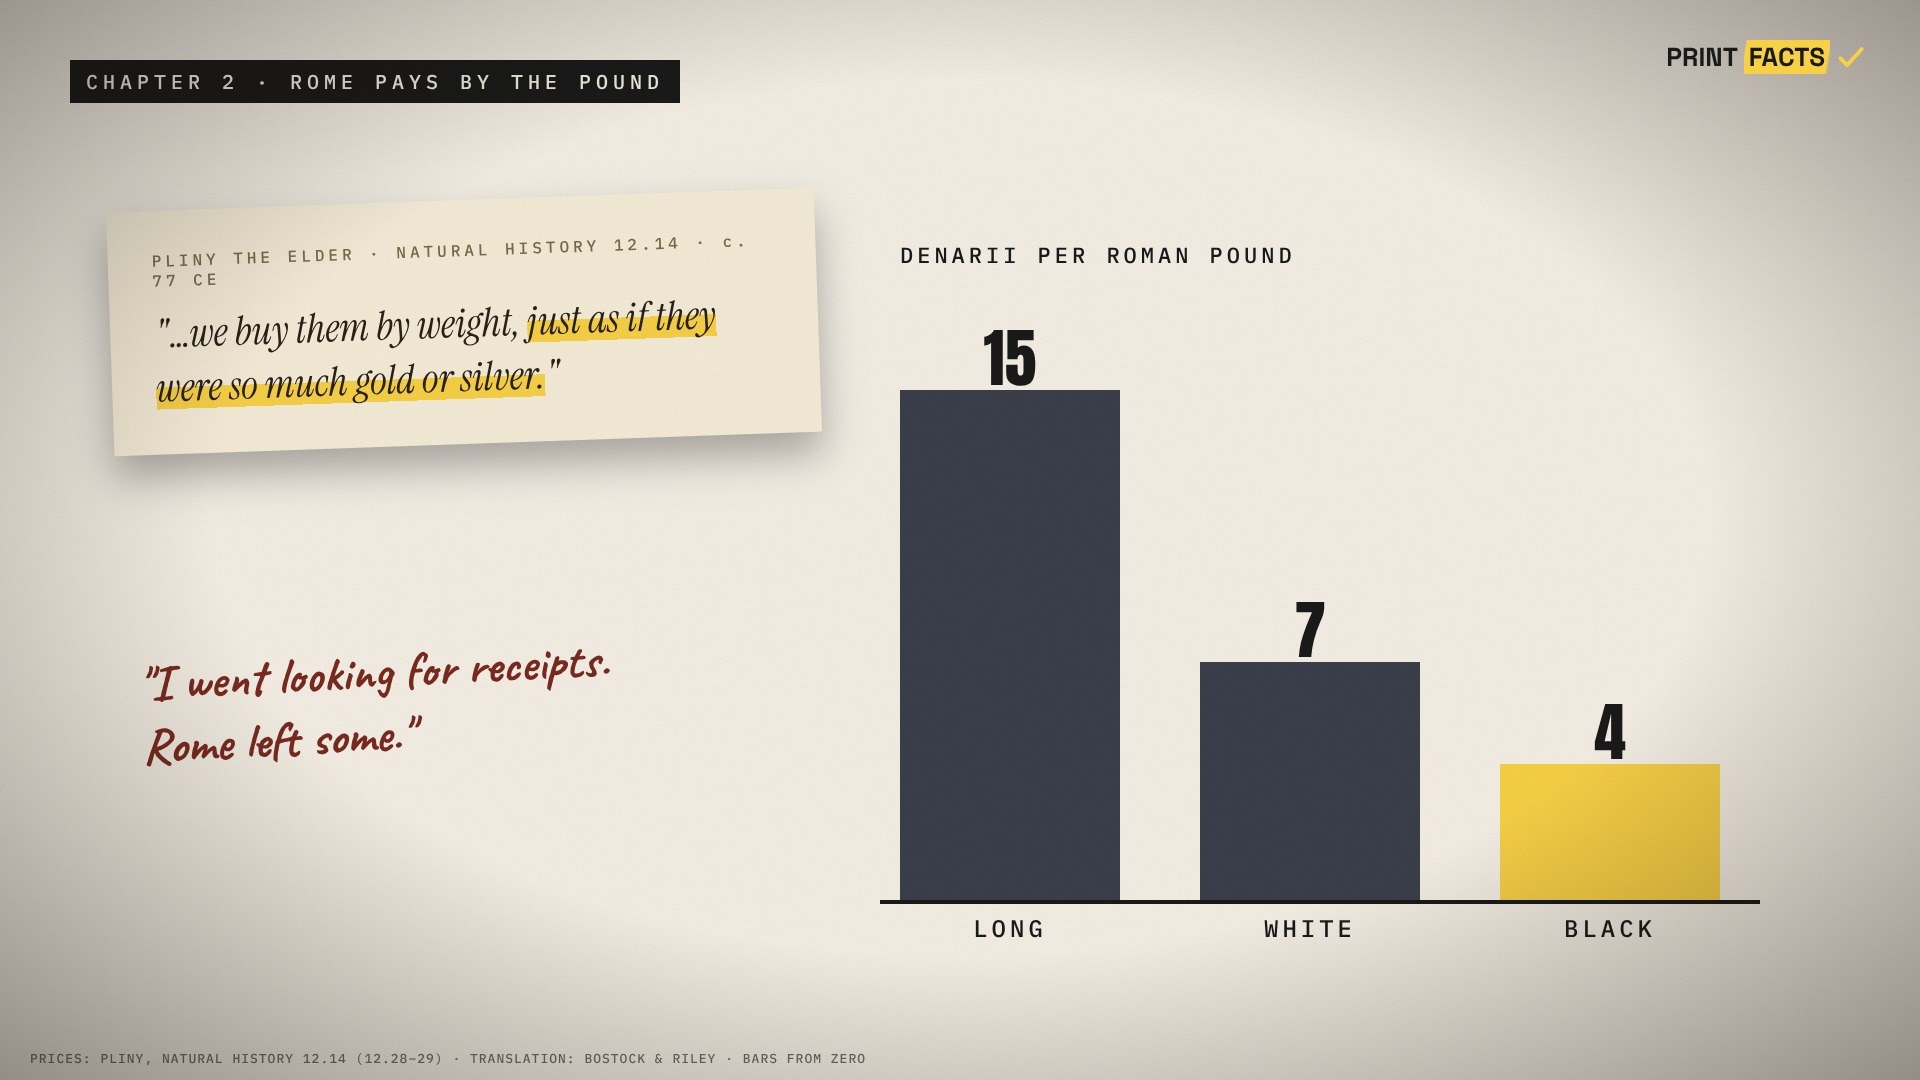 CHAPTER 2 · ROME PAYS BY THE POUND
PRINT FACTS
PLINY THE ELDER · NATURAL HISTORY 12.14 · c.
77 CE
"...we buy them by weight, just as if they
were so much gold or silver."
"I went looking for receipts.
Rome left some."
DENARII PER ROMAN POUND
15
7
4
LONG
WHITE
BLACK
PRICES: PLINY, NATURAL HISTORY 12.14 (12.28–29) · TRANSLATION: BOSTOCK & RILEY · BARS FROM ZERO